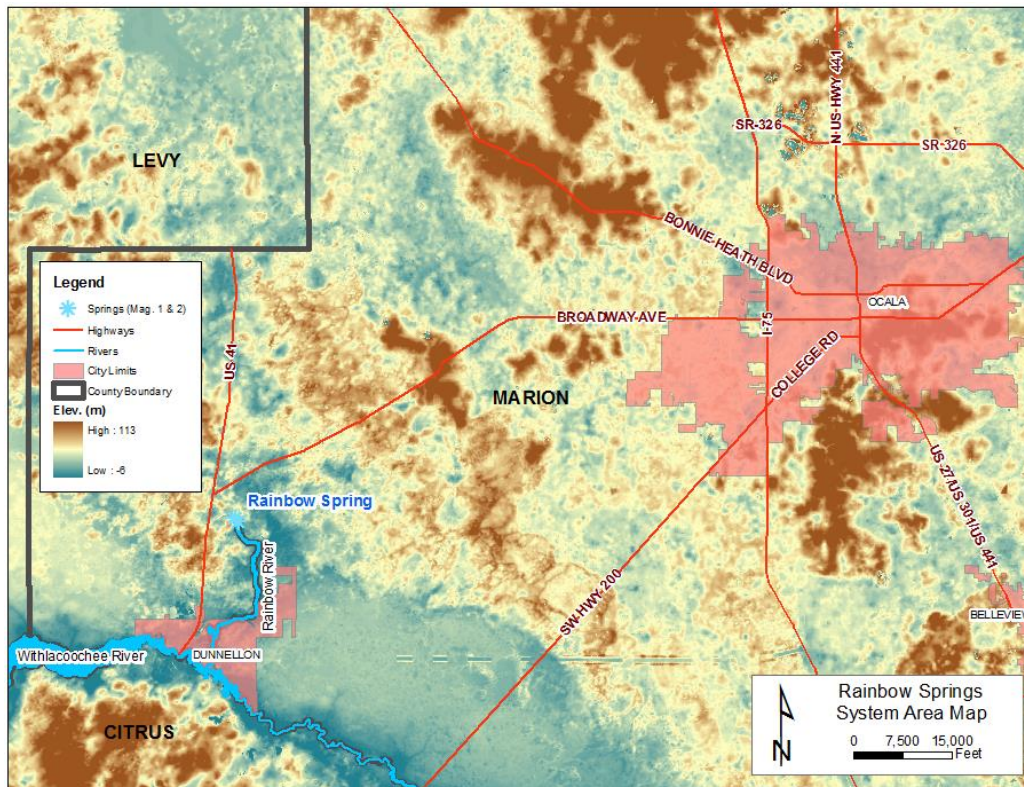 LEVY
SR-326
N US HWY 441
SR-326
BONNIE HEATH BLVD
OCALA
BROADWAY AVE
I-75
COLLEGE RD
MARION
US 41
Legend
Springs (Mag. 1 & 2)
Highways
Rivers
City Limits
County Boundary
Elev. (m)
High : 113
Low : -6
Rainbow Spring
Rainbow River
SW HWY 200
US 27/US 301/US 441
BELLEVIEW
Withlacoochee River
DUNNELLON
CITRUS
Rainbow Springs
System Area Map
N
0 7,500 15,000
Feet